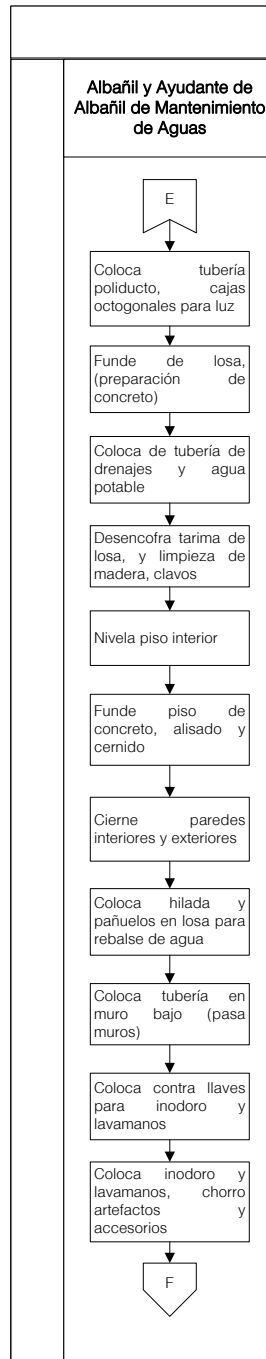 Albañil y Ayudante de
Albañil de Mantenimiento
de Aguas
E
Coloca tubería
poliducto, cajas
octogonales para luz
Funde de losa,
(preparación de
concreto)
Coloca de tubería de
drenajes y agua
potable
Desencofra tarima de
losa, y limpieza de
madera, clavos
Nivela piso interior
Funde piso de
concreto, alisado y
cernido
Cierne paredes
interiores y exteriores
Coloca hilada y
pañuelos en losa para
rebalse de agua
Coloca tubería en
muro bajo (pasa
muros)
Coloca contra llaves
para inodoro y
lavamanos
Coloca inodoro y
lavamanos, chorro
artefactos y
accesorios
F